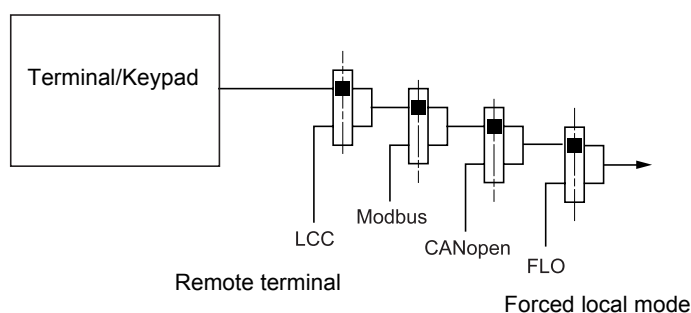 Terminal/Keypad
LCC
Modbus
CANopen
FLO
Remote terminal
Forced local mode